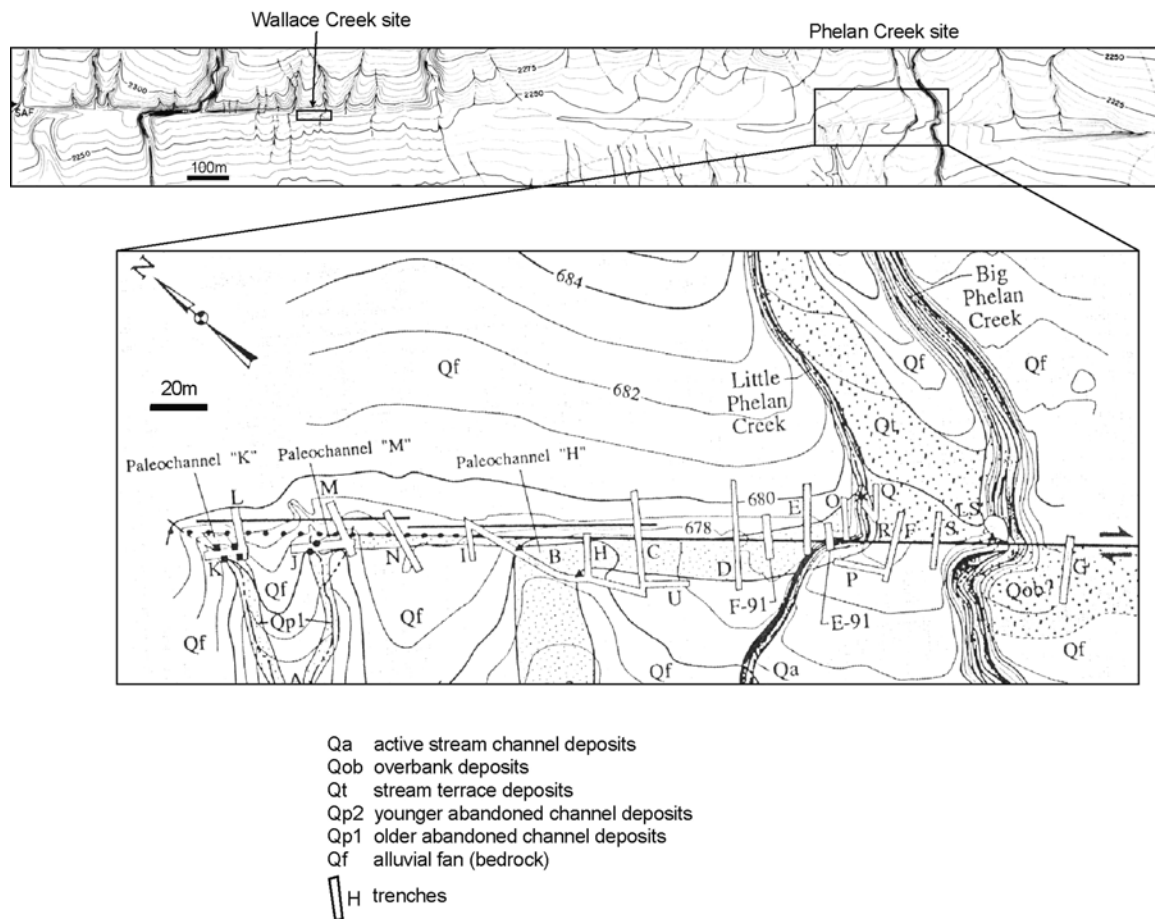 Wallace Creek site
Phelan Creek site
SAF
2300
2250
2275
2250
2250
2225
100m
N
20m
684
682
680
678
Qf
Big
Phelan
Creek
Qf
Qf
Little
Phelan
Creek
Qt
Paleochannel "K"
Paleochannel "M"
Paleochannel "H"
L
M
K
J
N
I
B
H
C
D
E
O
Q
R
F
S
LS
G
P
U
F-91
E-91
Qf
Qp1
Qf
Qf
Qf
Qa
Qob?
Qf
Qa active stream channel deposits
Qob overbank deposits
Qt stream terrace deposits
Qp2 younger abandoned channel deposits
Qp1 older abandoned channel deposits
Qf alluvial fan (bedrock)
H trenches